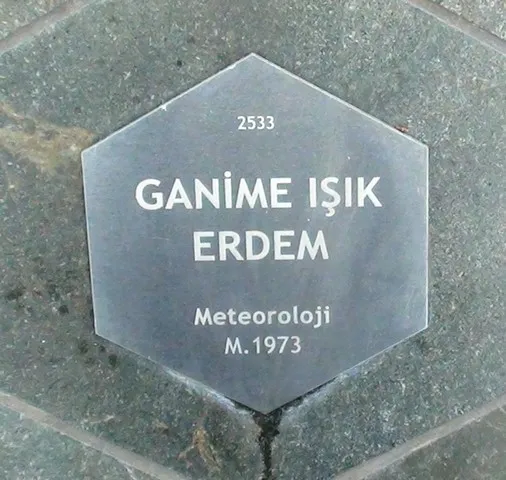 2533
GANİME IŞIK
ERDEM
Meteoroloji
M.1973